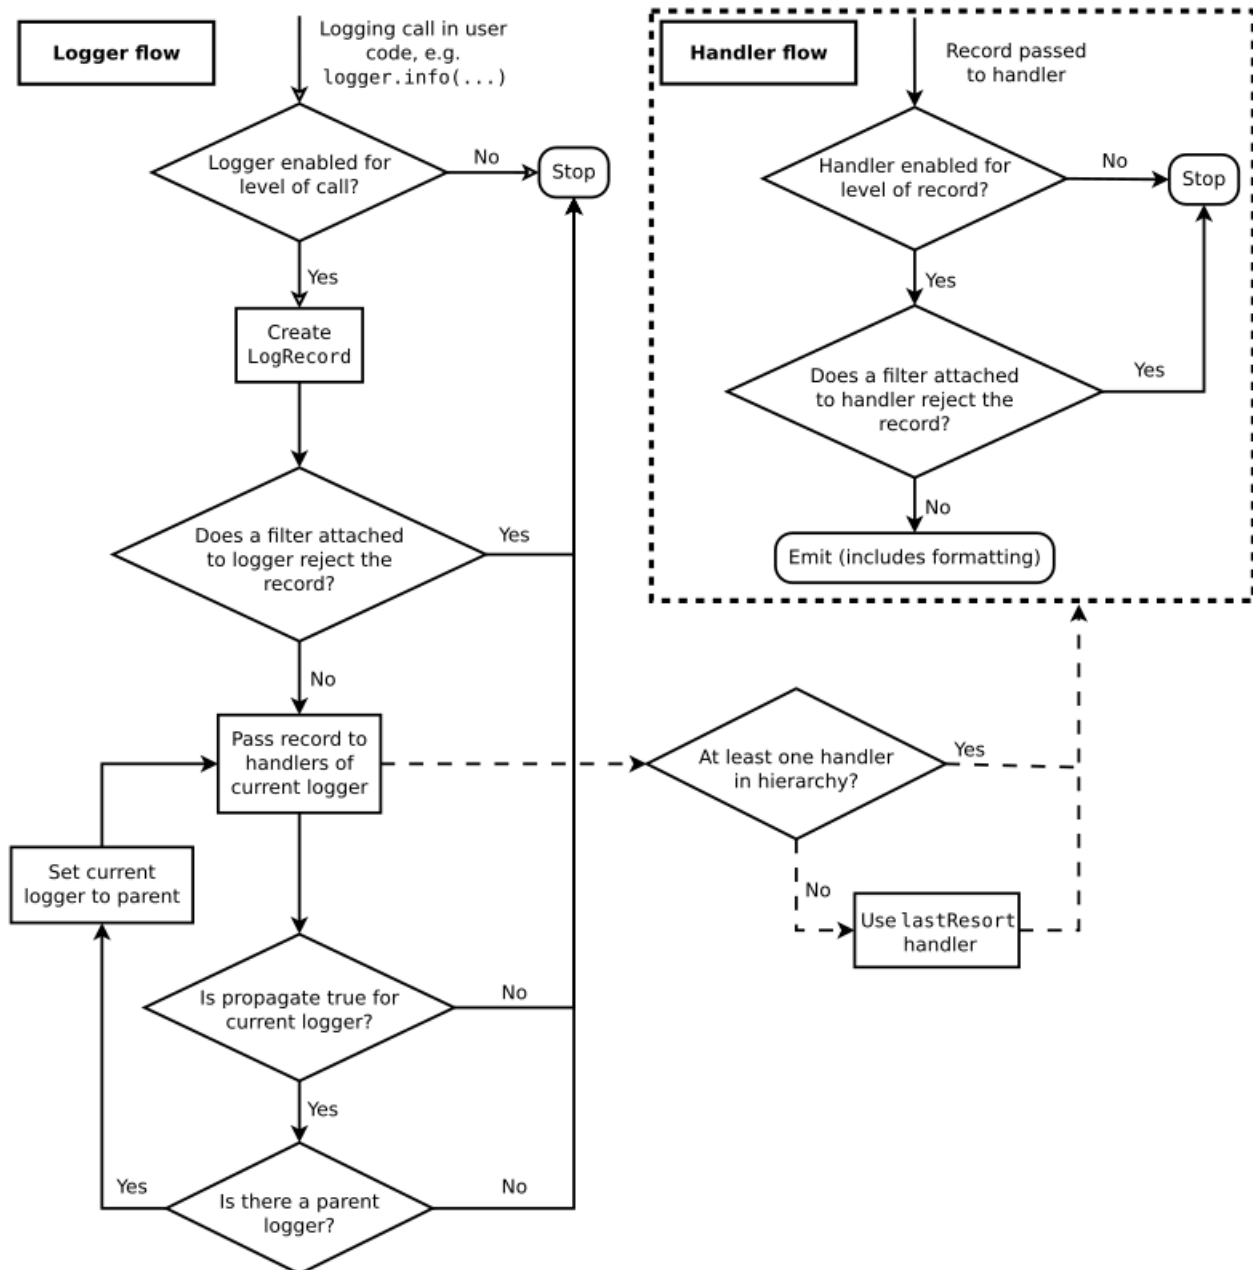 Logger flow
Logging call in user
code, e.g.
logger.info(...)
Logger enabled for
level of call?
No
Stop
Yes
Create
LogRecord
Does a filter attached
to logger reject the
record?
Yes
No
Pass record to
handlers of
current logger
Set current
logger to parent
Is propagate true for
current logger?
No
Yes
Is there a parent
logger?
Yes
No
At least one handler
in hierarchy?
Yes
No
Use lastResort
handler
Handler flow
Record passed
to handler
Handler enabled for
level of record?
No
Stop
Yes
Does a filter attached
to handler reject the
record?
Yes
No
Emit (includes formatting)